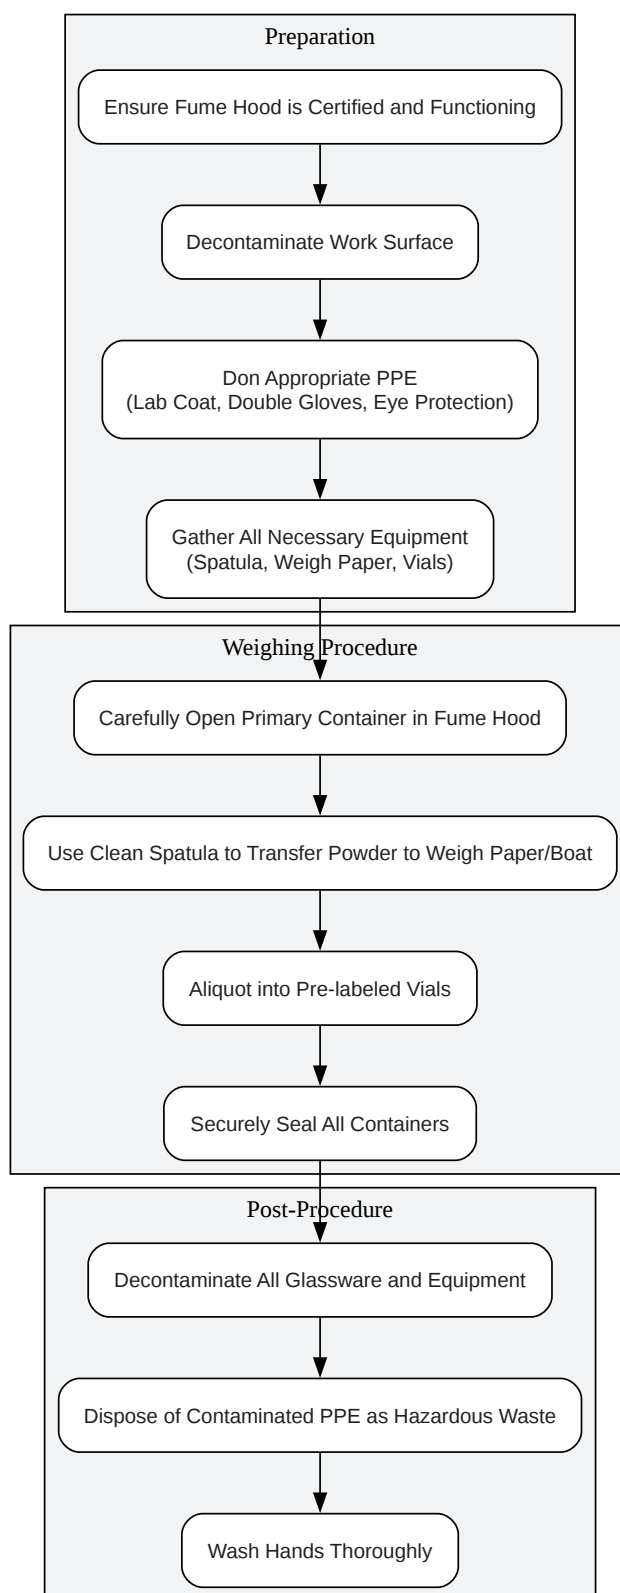 Preparation
Ensure Fume Hood is Certified and Functioning
Decontaminate Work Surface
Don Appropriate PPE
(Lab Coat, Double Gloves, Eye Protection)
Gather All Necessary Equipment
(Spatula, Weigh Paper, Vials)
Weighing Procedure
Carefully Open Primary Container in Fume Hood
Use Clean Spatula to Transfer Powder to Weigh Paper/Boat
Aliquot into Pre-labeled Vials
Securely Seal All Containers
Post-Procedure
Decontaminate All Glassware and Equipment
Dispose of Contaminated PPE as Hazardous Waste
Wash Hands Thoroughly